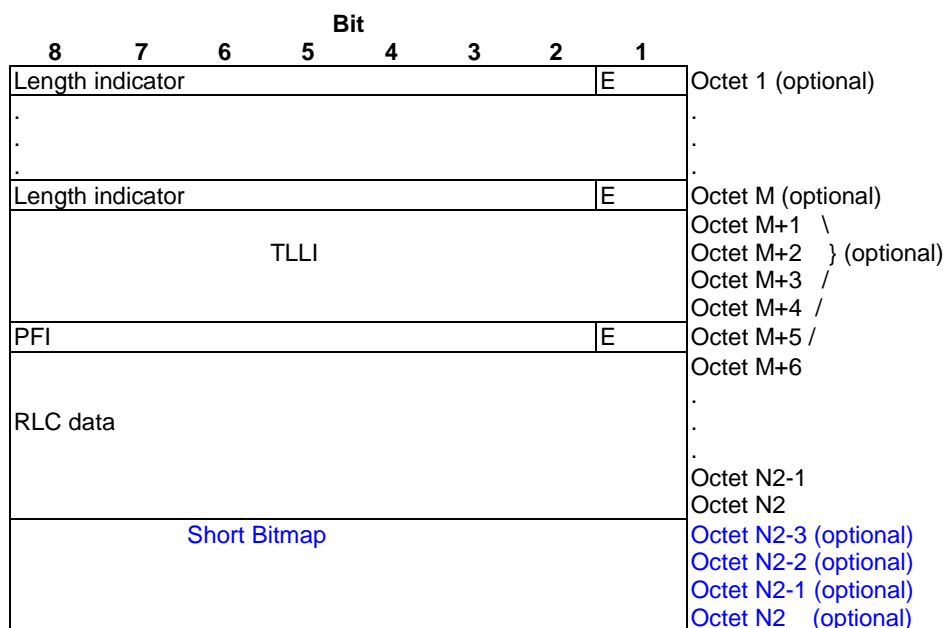 Bit
8 7 6 5 4 3 2 1
Length indicator E Octet 1 (optional)
. .
. .
. .
Length indicator E Octet M (optional)
Octet M+1 \
TLLI Octet M+2 } (optional)
Octet M+3 /
Octet M+4 /
PFI E Octet M+5 /
Octet M+6
.
RLC data .
.
Octet N2-1
Octet N2
Short Bitmap Octet N2-3 (optional)
Octet N2-2 (optional)
Octet N2-1 (optional)
Octet N2 (optional)